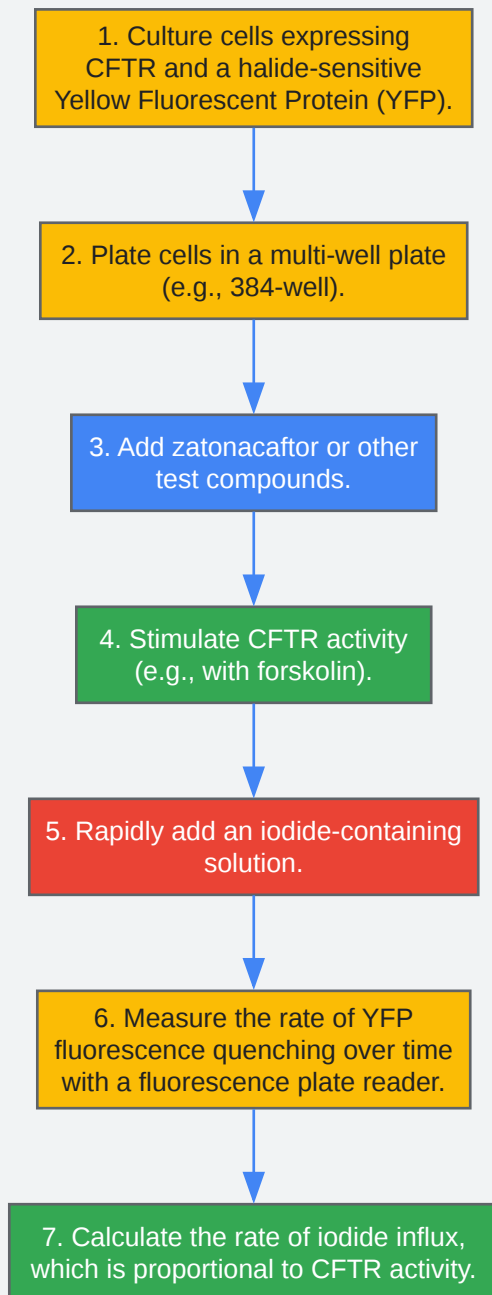 1. Culture cells expressing
CFTR and a halide-sensitive
Yellow Fluorescent Protein (YFP).
2. Plate cells in a multi-well plate
(e.g., 384-well).
3. Add zatonacaftor or other
test compounds.
4. Stimulate CFTR activity
(e.g., with forskolin).
5. Rapidly add an iodide-containing
solution.
6. Measure the rate of YFP
fluorescence quenching over time
with a fluorescence plate reader.
7. Calculate the rate of iodide influx,
which is proportional to CFTR activity.